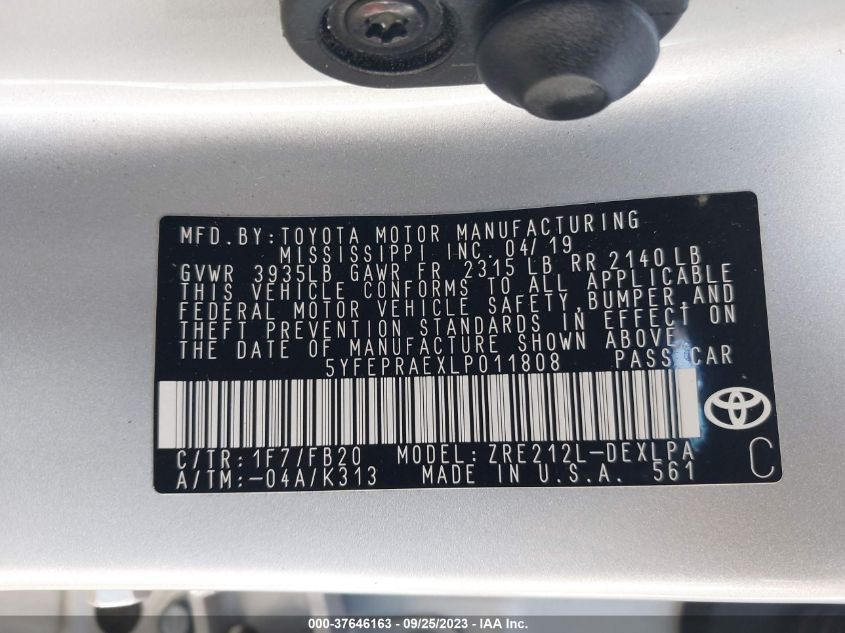 MFD.BY:TOYOTA MOTOR MANUFACTURING
MISSISSIPPI INC. 04/19
GVWR 3935LB GAWR FR 2315 LB RR 2140 LB
THIS VEHICLE CONFORMS TO ALL APPLICABLE
FEDERAL MOTOR VEHICLE SAFETY,BUMPER,AND
THEFT PREVENTION STANDARDS IN EFFECT ON
THE DATE OF MANUFACTURE SHOWN ABOVE.
5YFEPRAEXLP011808 PASS CAR
C/TR:1F7/FB20 MODEL:ZRE212L-DEXLPA
A/TM:-04A/K313 MADE IN U.S.A. 561
C
000-37646163 - 09/25/2023 - IAA Inc.